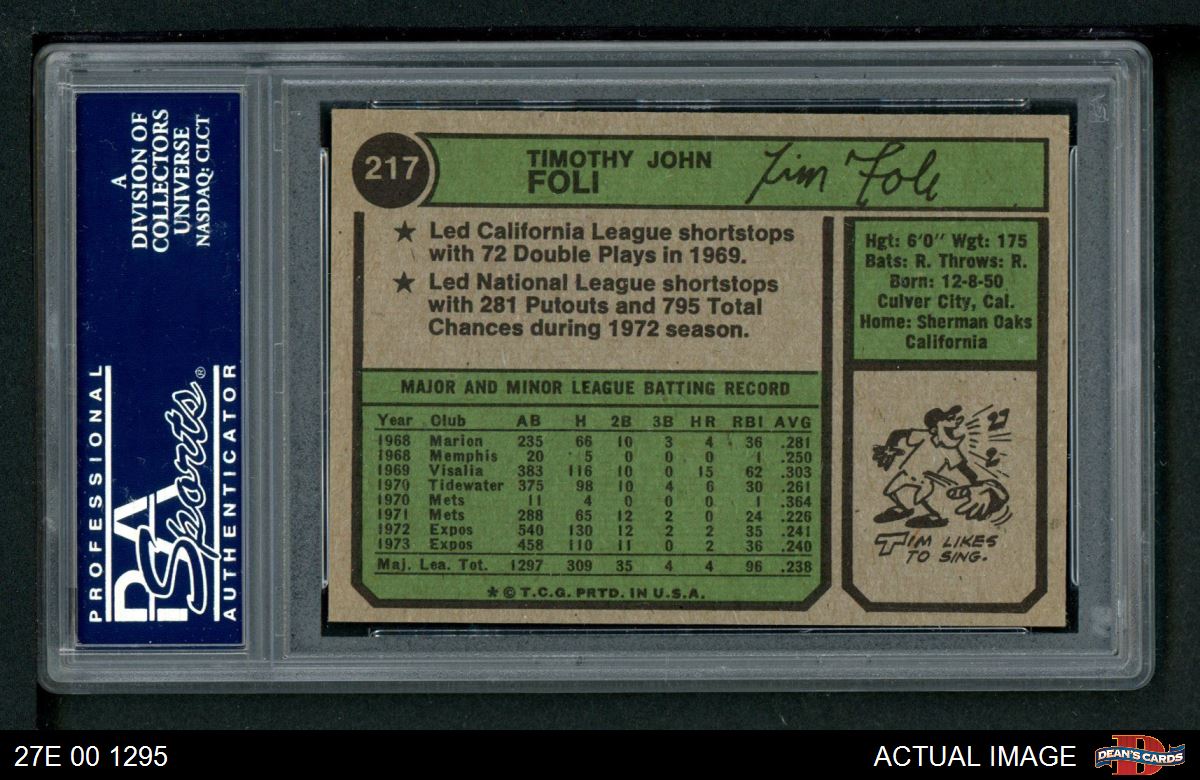 A
DIVISION OF
COLLECTORS
UNIVERSE
NASDAQ: CLCT
PROFESSIONAL
PSA
Sports®
AUTHENTICATOR
217
TIMOTHY JOHN
FOLI
Tim Foli
★ Led California League shortstops
with 72 Double Plays in 1969.
★ Led National League shortstops
with 281 Putouts and 795 Total
Chances during 1972 season.
Hgt: 6'0" Wgt: 175
Bats: R. Throws: R.
Born: 12-8-50
Culver City, Cal.
Home: Sherman Oaks
California
MAJOR AND MINOR LEAGUE BATTING RECORD
Year Club AB H 2B 3B HR RBI AVG
1968 Marion 235 66 10 3 4 36 .281
1968 Memphis 20 5 0 0 0 1 .250
1969 Visalia 383 116 10 0 15 62 .303
1970 Tidewater 375 98 10 4 6 30 .261
1970 Mets 11 4 0 0 0 1 .364
1971 Mets 288 65 12 2 0 24 .226
1972 Expos 540 130 12 2 2 35 .241
1973 Expos 458 110 11 0 2 36 .240
Maj. Lea. Tot. 1297 309 35 4 4 96 .238
★ © T.C.G. PRTD. IN U.S.A.
TIM LIKES
TO SING.
27E 00 1295
ACTUAL IMAGE
DEAN'S CARDS